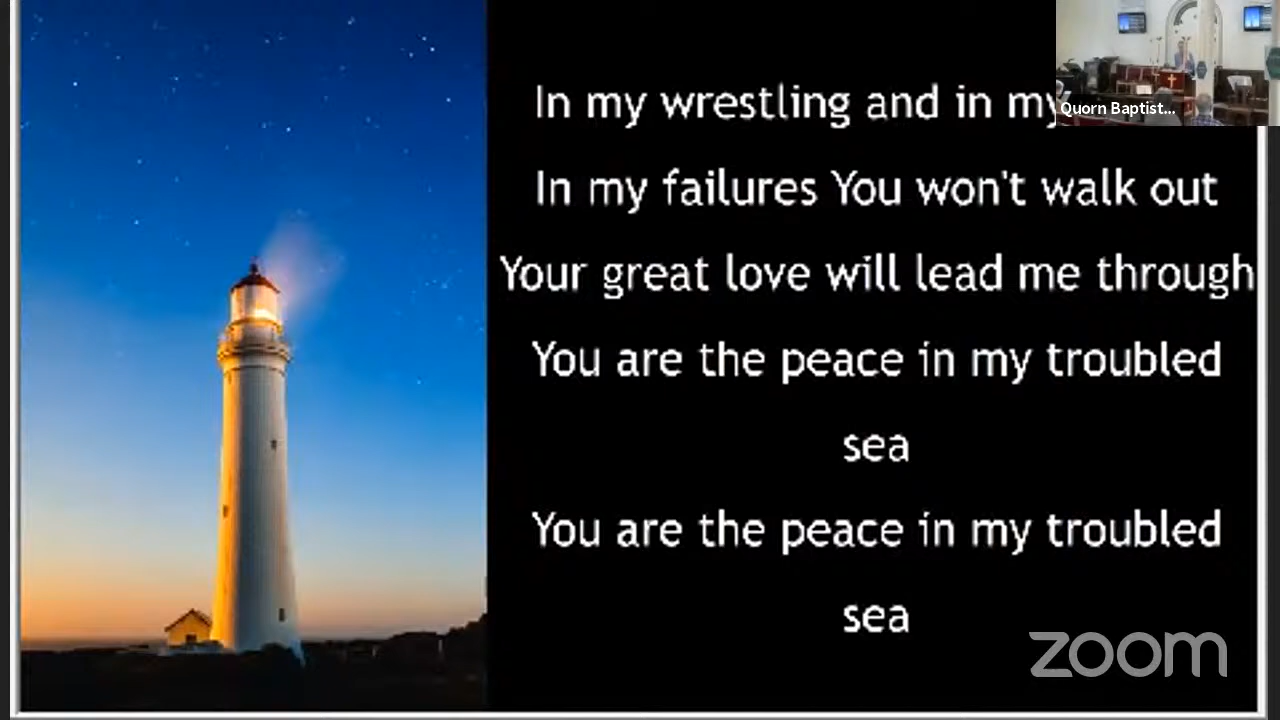 In my wrestling and in my
Quorn Baptist...
In my failures You won't walk out
Your great love will lead me through
You are the peace in my troubled
sea
You are the peace in my troubled
sea
zoom